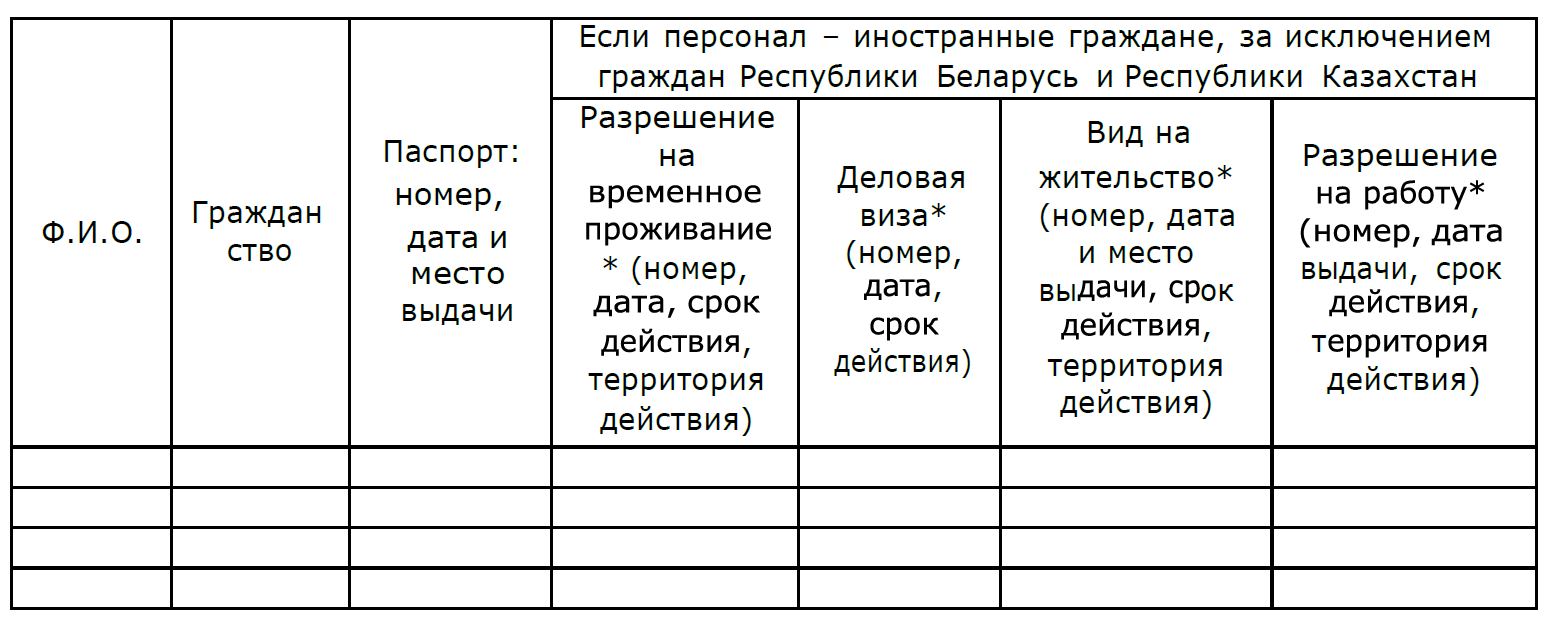 Ф.И.О.
Граждан
ство
Паспорт:
номер,
дата и
место
выдачи
Если персонал – иностранные граждане, за исключением
граждан Республики Беларусь и Республики Казахстан
Разрешение
на
временное
проживание
* (номер,
дата, срок
действия,
территория
действия)
Деловая
виза*
(номер,
дата,
срок
действия)
Вид на
жительство*
(номер, дата
и место
выдачи, срок
действия,
территория
действия)
Разрешение
на работу*
(номер, дата
выдачи, срок
действия,
территория
действия)